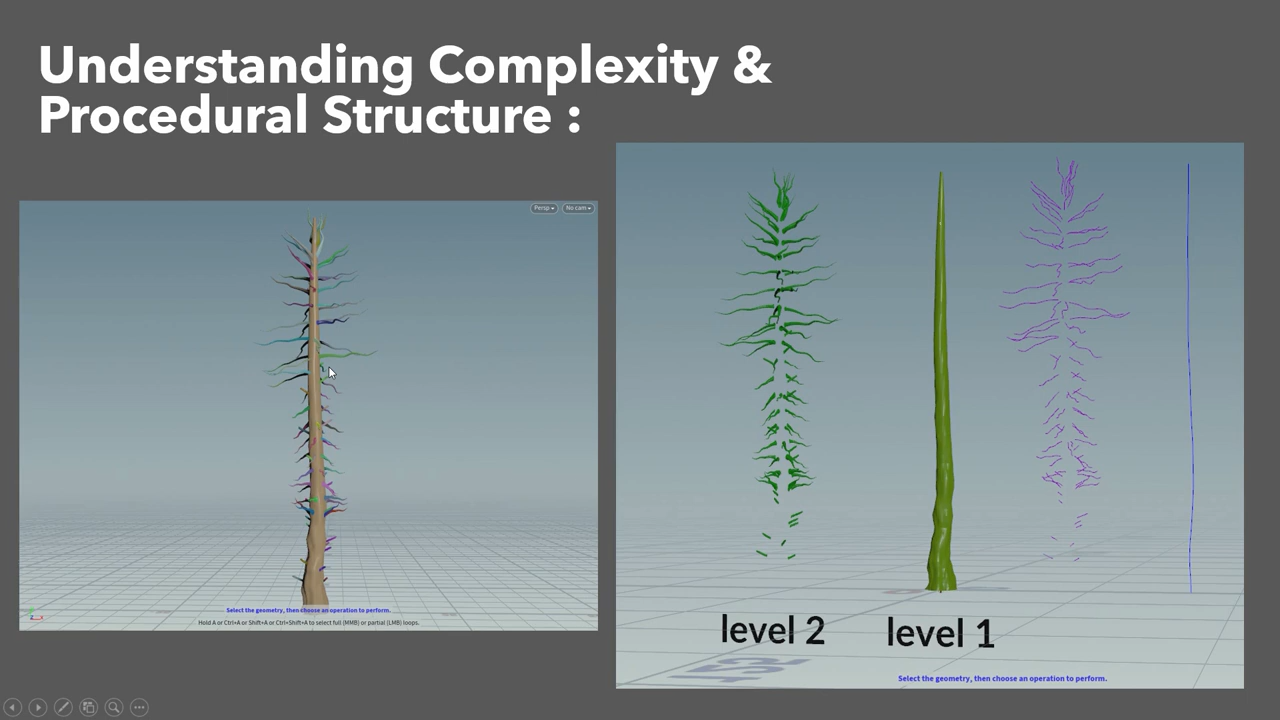 Understanding Complexity &
Procedural Structure :
Persp
No cam
Select the geometry, then choose an operation to perform.
Hold A or Ctrl+A or Shift+A or Ctrl+Shift+A to select full (MMB) or partial (LMB) loops.
level 2
level 1
Select the geometry, then choose an operation to perform.